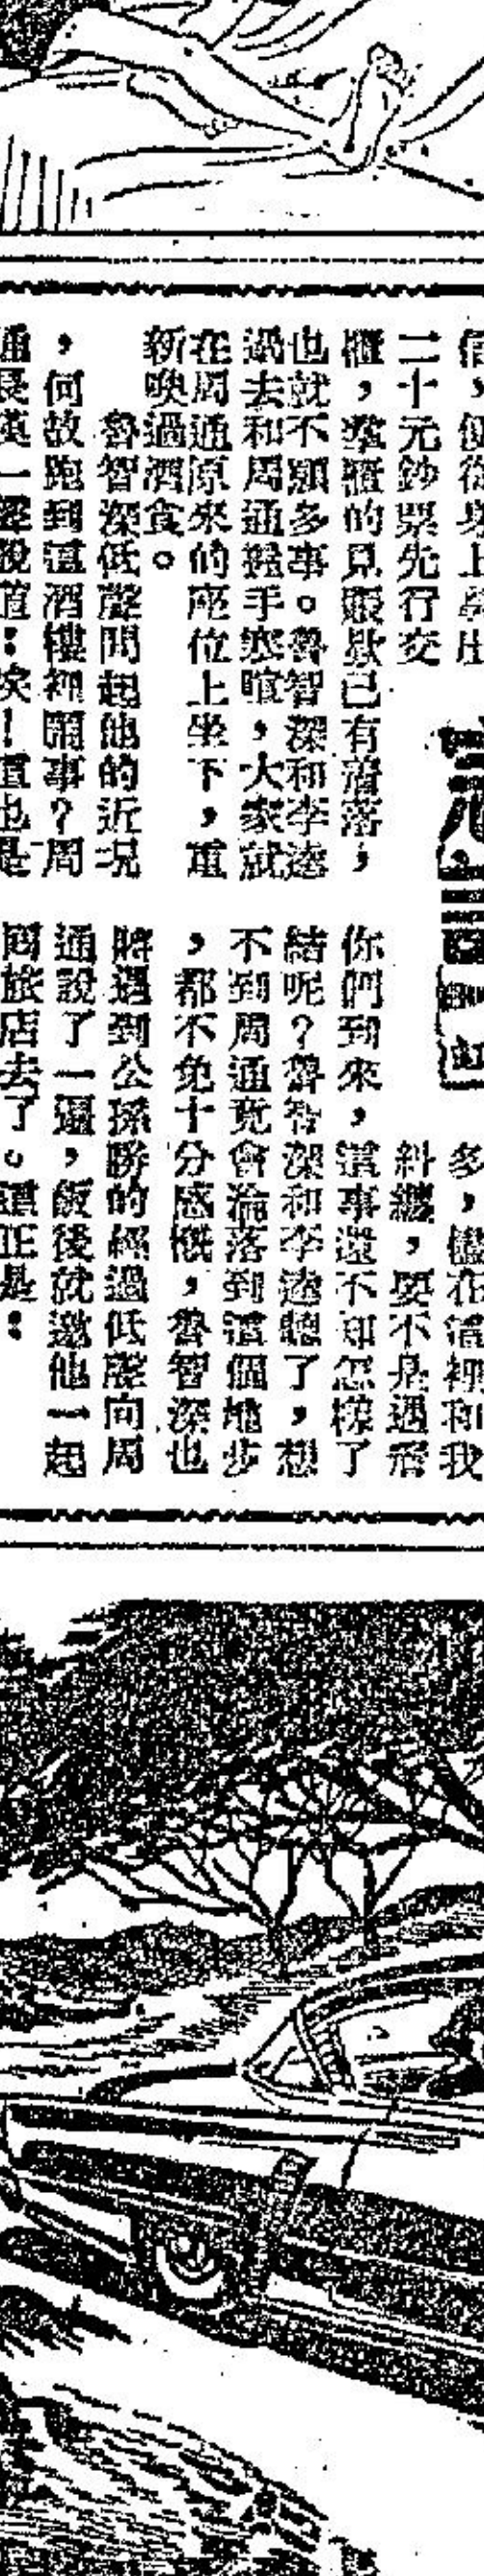 信，便從身上拿出
二十元鈔票先行交
櫃，掌櫃的見賬欵已有着落，
也就不願多事。魯智深和李逵
過去和周通握手寒暄，大家就
在周通原來的座位上坐下，重
新喚過酒食。
魯智深低聲問起他的近况
，何故跑到這酒樓裡鬧事？周
通長嘆一聲說道：唉！這也是
多，儘在這裡和我
糾纏，要不是遇着
你們到來，這事還不知怎樣了
結呢？魯智深和李逵聽了，想
不到周通竟會淪落到這個地步
，都不免十分感慨，魯智深也
將遇到公孫勝的經過低聲向周
通說了一遍，飯後就邀他一起
回旅店去了。這正是：